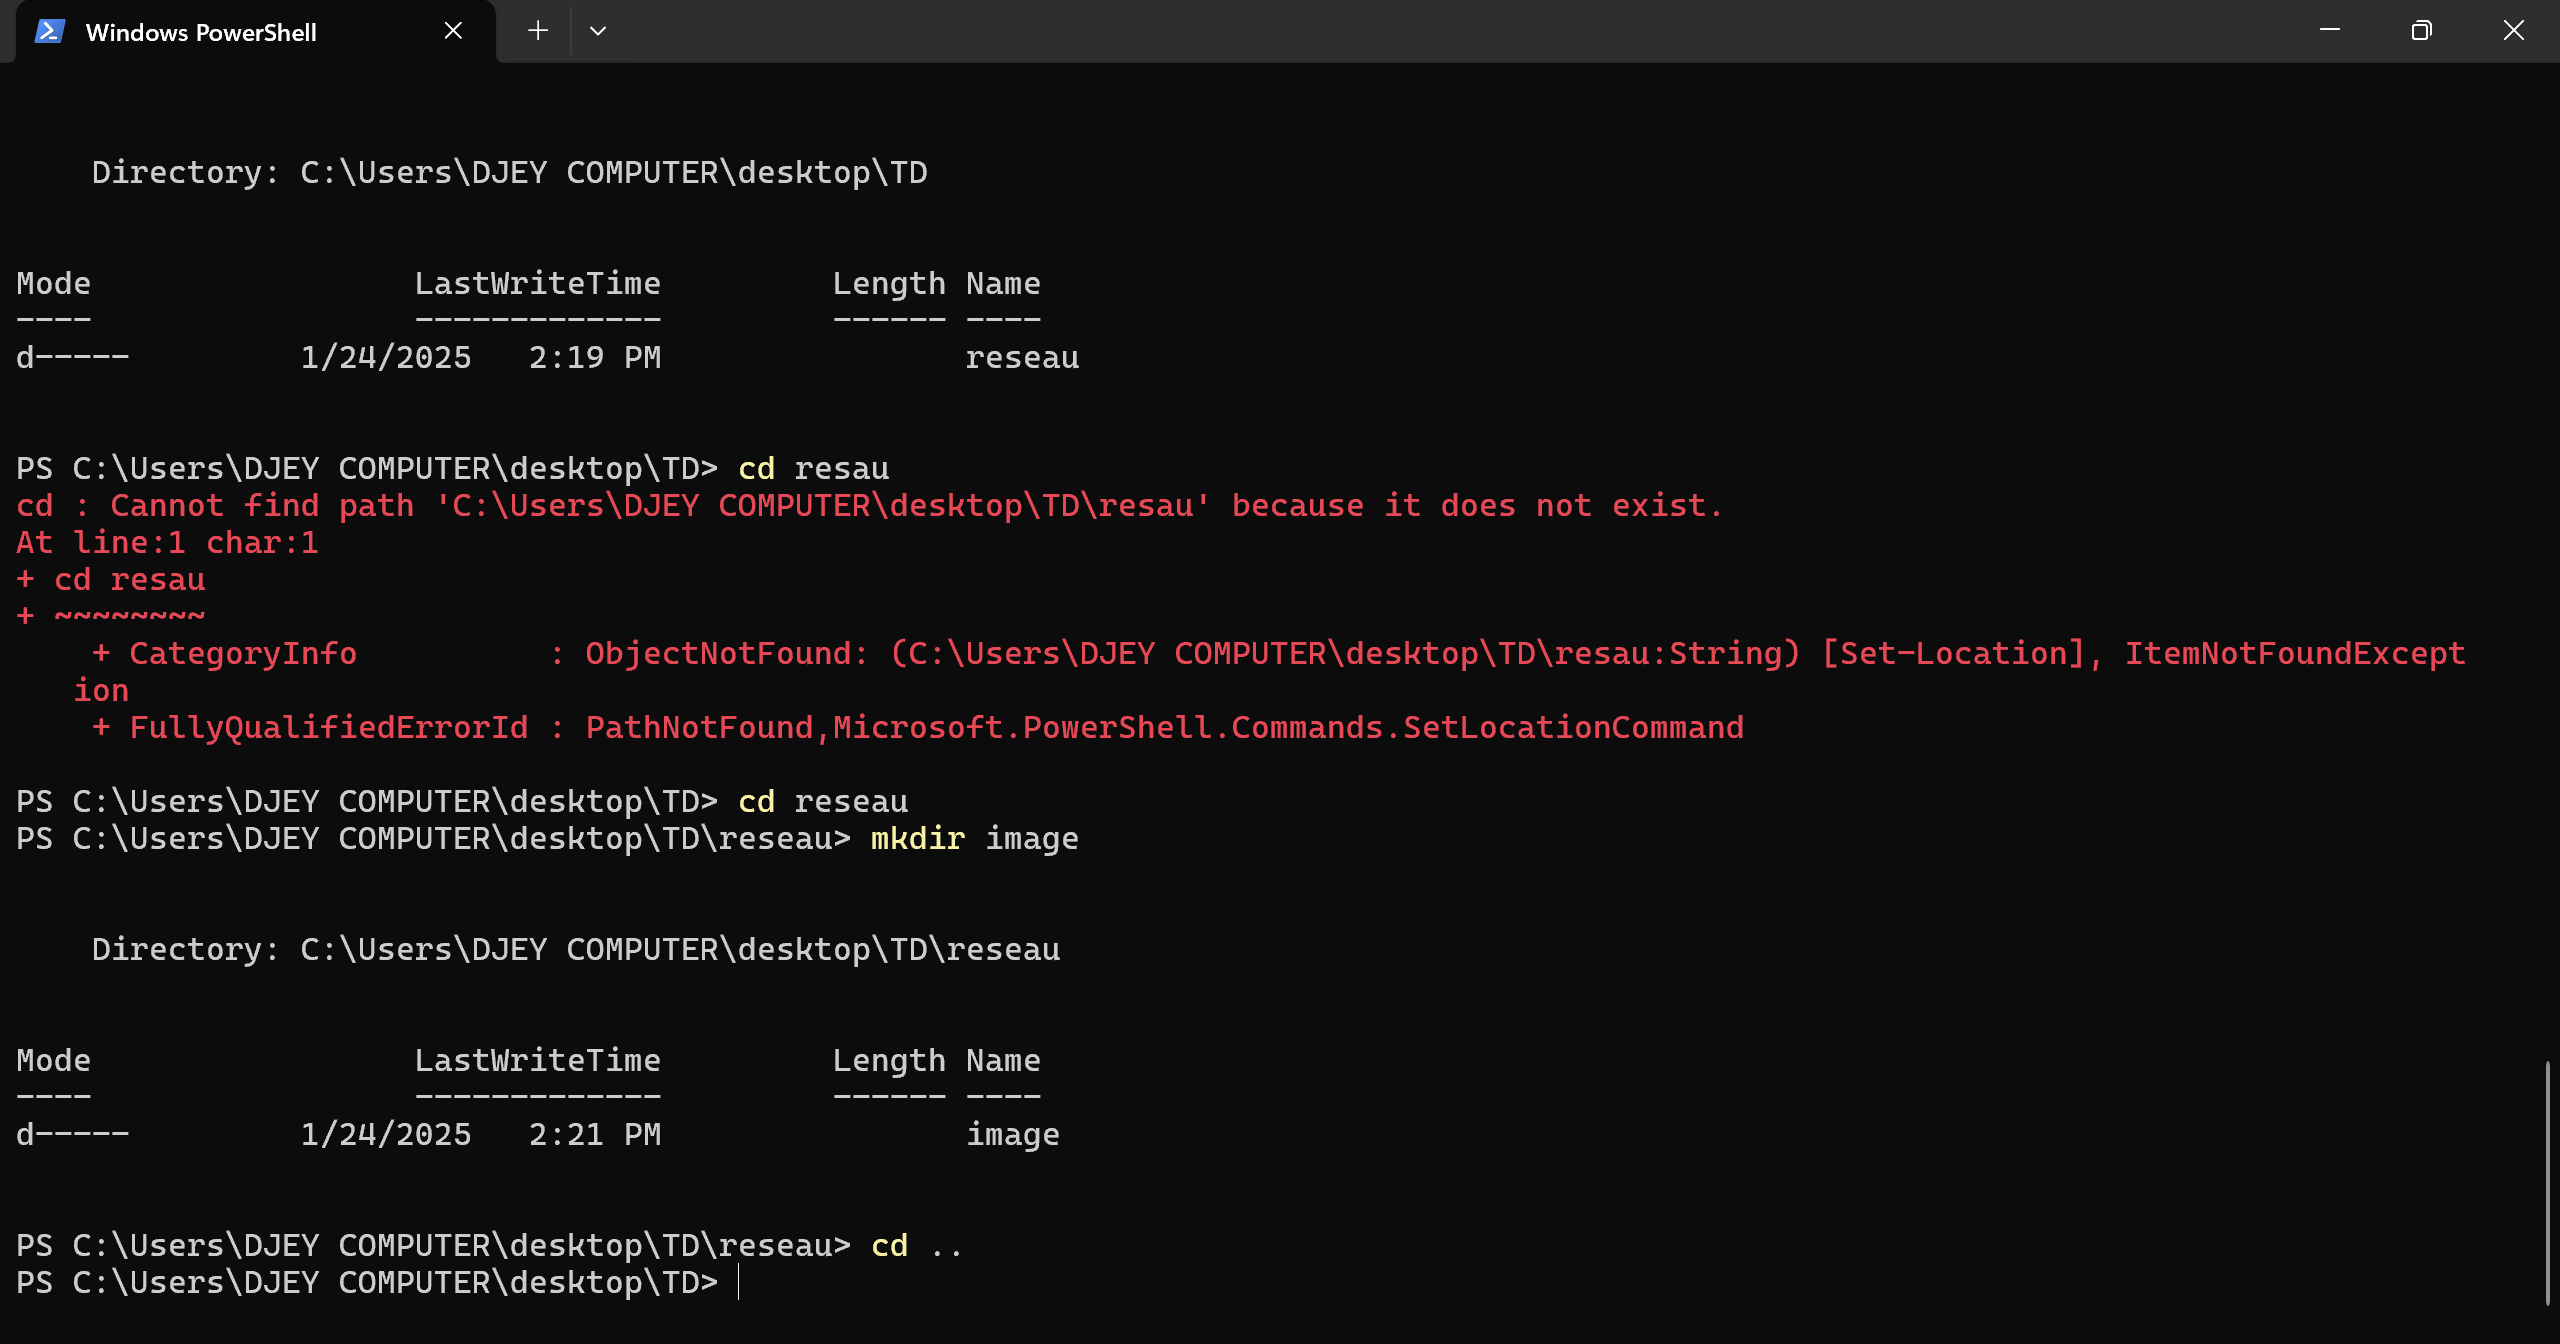 Windows PowerShell
Directory: C:\Users\DJEY COMPUTER\desktop\TD
Mode                 LastWriteTime         Length Name
----                 -------------         ------ ----
d-----         1/24/2025   2:19 PM                reseau
PS C:\Users\DJEY COMPUTER\desktop\TD> cd resau
cd : Cannot find path 'C:\Users\DJEY COMPUTER\desktop\TD\resau' because it does not exist.
At line:1 char:1
+ cd resau
+ ~~~~~~~~
    + CategoryInfo          : ObjectNotFound: (C:\Users\DJEY COMPUTER\desktop\TD\resau:String) [Set-Location], ItemNotFoundExcept
   ion
    + FullyQualifiedErrorId : PathNotFound,Microsoft.PowerShell.Commands.SetLocationCommand
PS C:\Users\DJEY COMPUTER\desktop\TD> cd reseau
PS C:\Users\DJEY COMPUTER\desktop\TD\reseau> mkdir image
Directory: C:\Users\DJEY COMPUTER\desktop\TD\reseau
Mode                 LastWriteTime         Length Name
----                 -------------         ------ ----
d-----         1/24/2025   2:21 PM                image
PS C:\Users\DJEY COMPUTER\desktop\TD\reseau> cd ..
PS C:\Users\DJEY COMPUTER\desktop\TD>